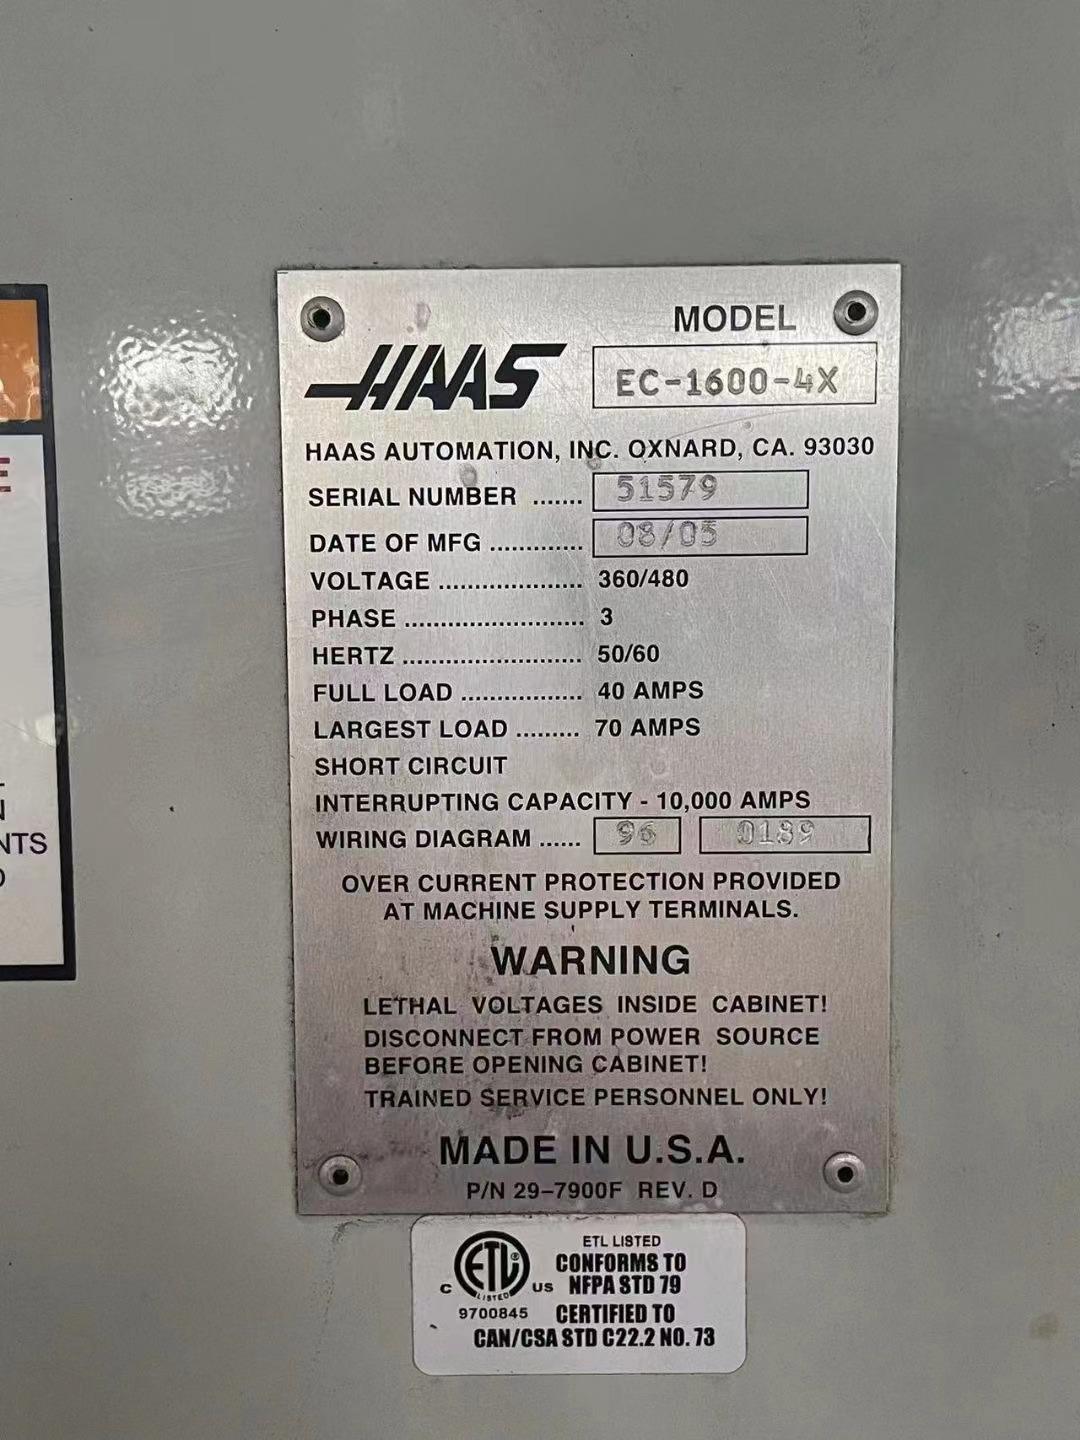 E
N
NTS
HAAS
MODEL
EC-1600-4X
HAAS AUTOMATION, INC. OXNARD, CA. 93030
SERIAL NUMBER ....... 51579
DATE OF MFG ............. 08/05
VOLTAGE .................... 360/480
PHASE ......................... 3
HERTZ ......................... 50/60
FULL LOAD ................. 40 AMPS
LARGEST LOAD ......... 70 AMPS
SHORT CIRCUIT
INTERRUPTING CAPACITY - 10,000 AMPS
WIRING DIAGRAM ...... 96 0189
OVER CURRENT PROTECTION PROVIDED
AT MACHINE SUPPLY TERMINALS.
WARNING
LETHAL VOLTAGES INSIDE CABINET!
DISCONNECT FROM POWER SOURCE
BEFORE OPENING CABINET!
TRAINED SERVICE PERSONNEL ONLY!
MADE IN U.S.A.
P/N 29-7900F REV. D
ETL LISTED
CONFORMS TO
NFPA STD 79
C ETL ® US
LISTED
9700845
CERTIFIED TO
CAN/CSA STD C22.2 NO. 73